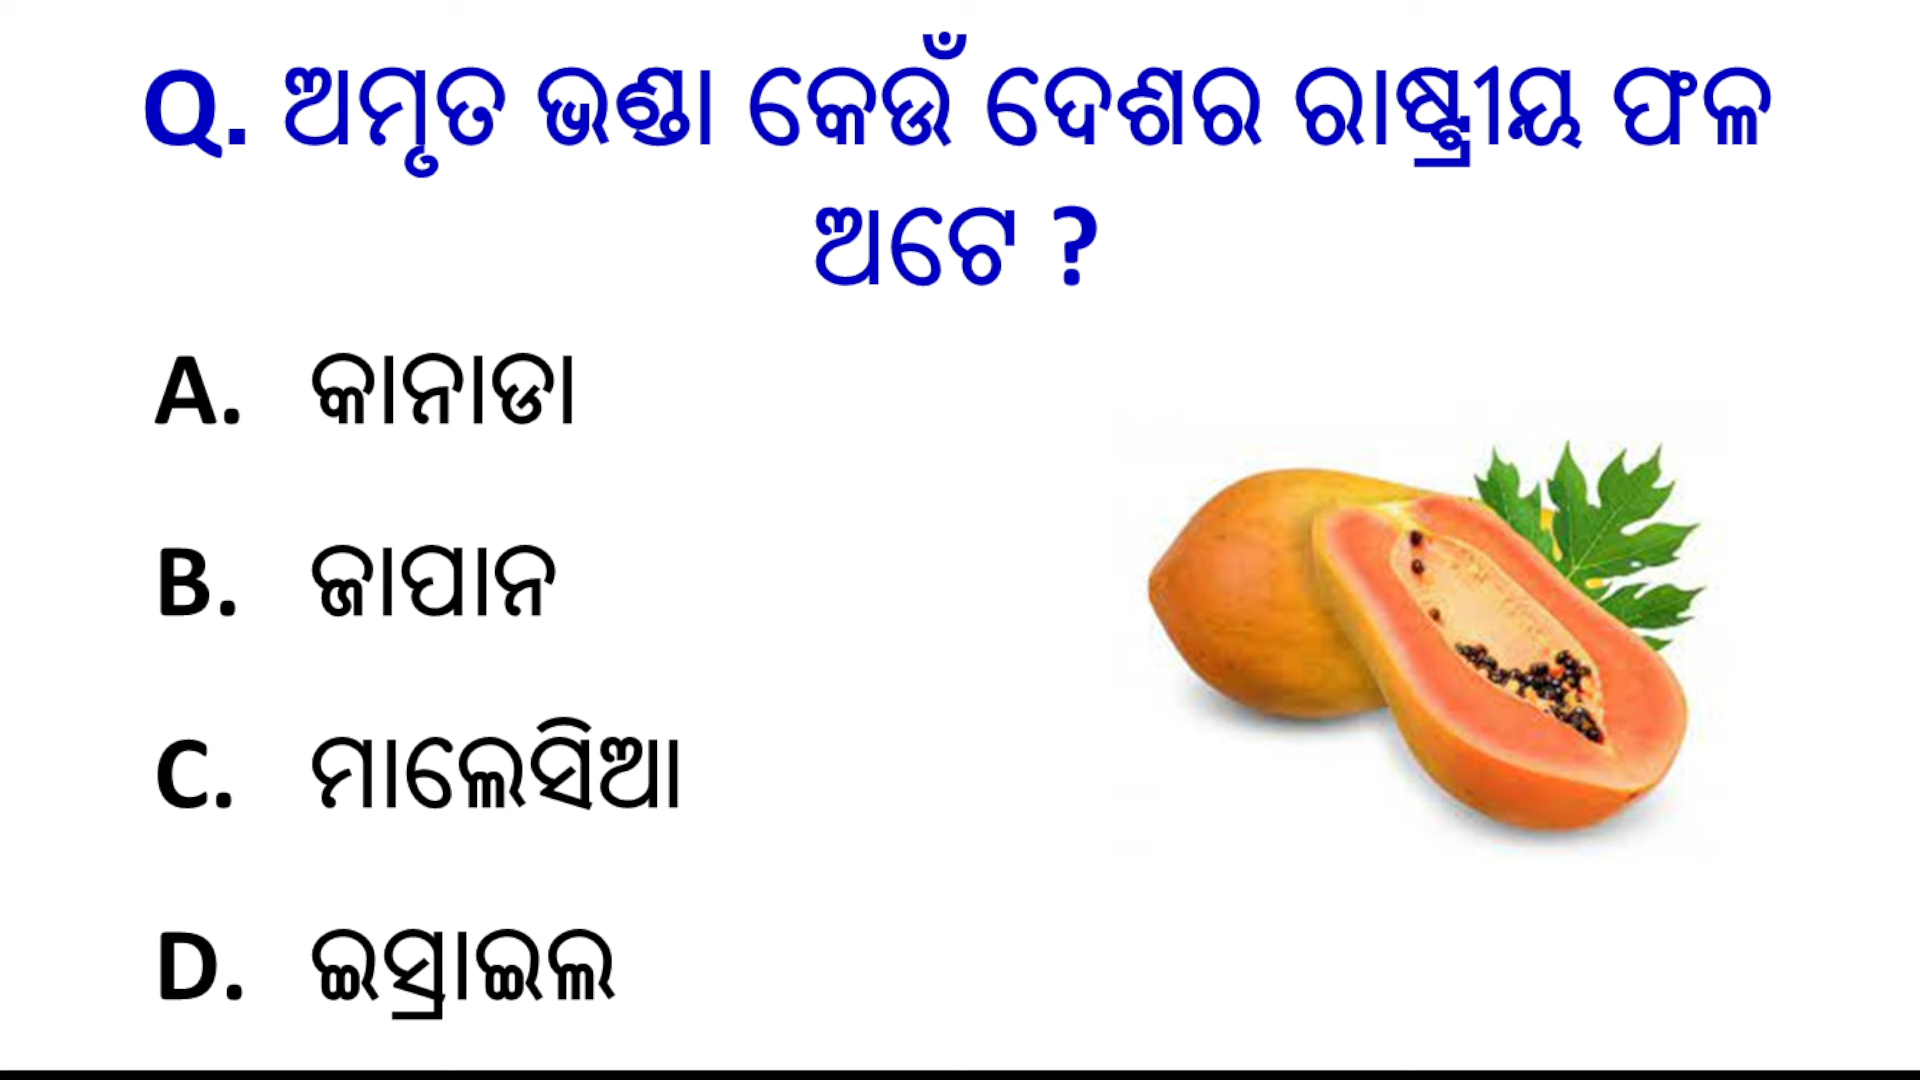 Q. ଅମୃତ ଭଣ୍ଡା କେଉଁ ଦେଶର ରାଷ୍ଟ୍ରୀୟ ଫଳ
ଅଟେ ?
A. କାନାଡା
B. ଜାପାନ
C. ମାଲେସିଆ
D. ଇସ୍ରାଇଲ